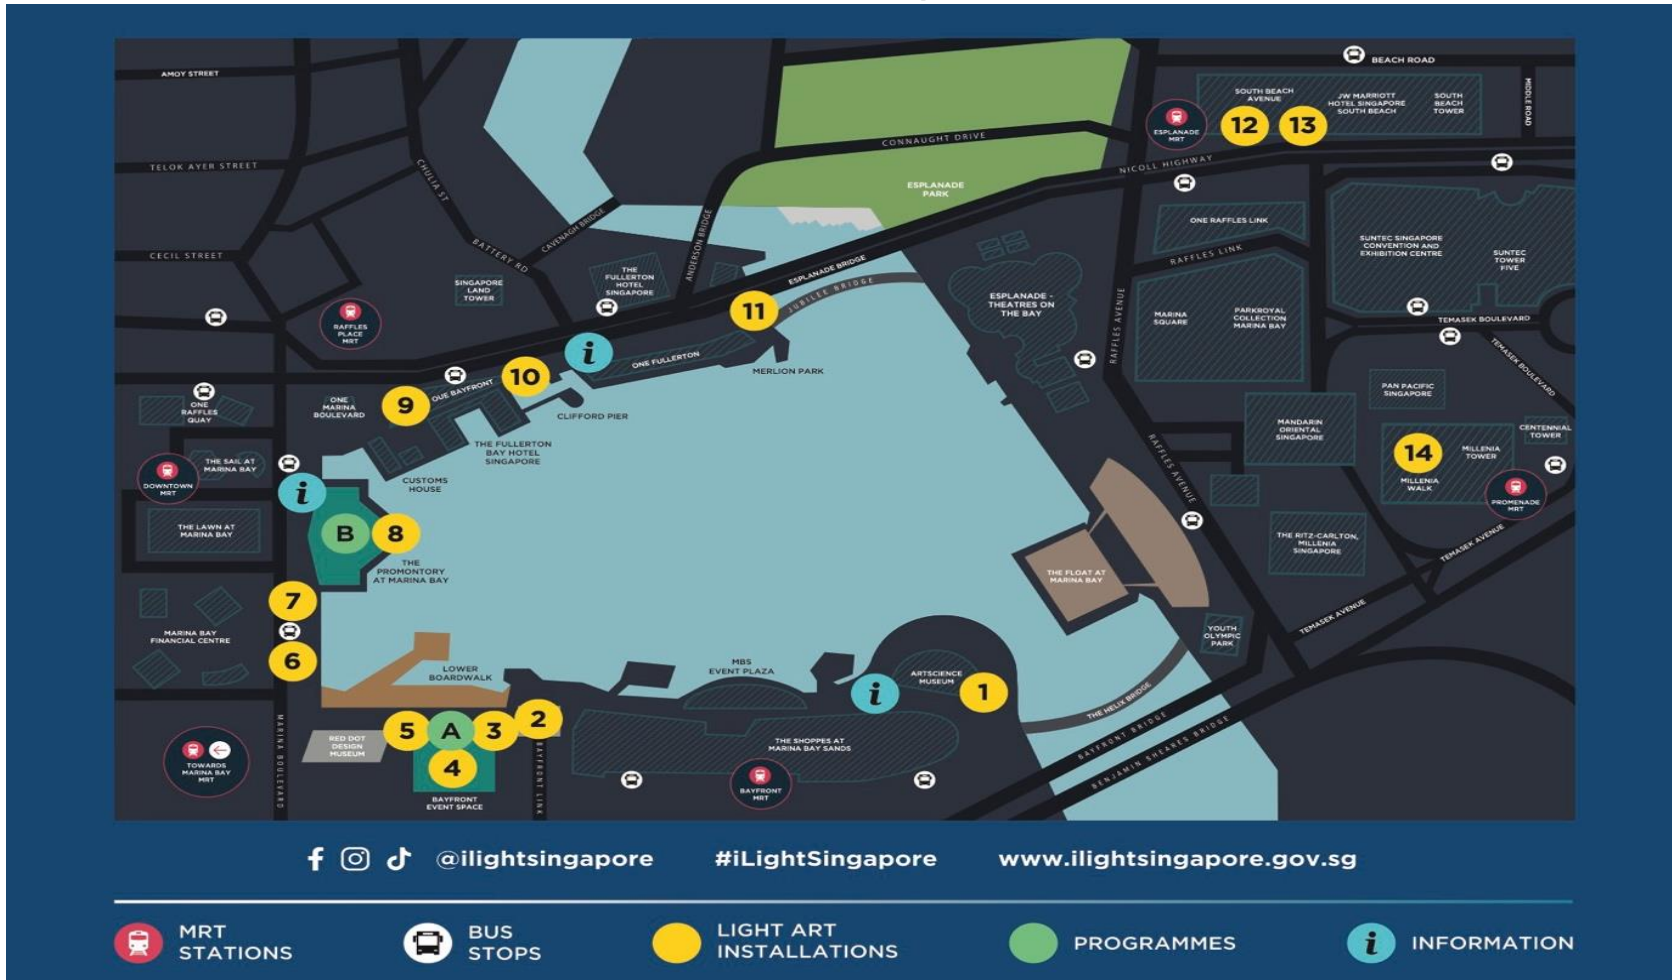 AMOY STREET
TELOK AYER STREET
CECIL STREET
CHULIA ST
BATTERY RD
CAVENAGH BRIDGE
ANDERSON BRIDGE
CONNAUGHT DRIVE
ESPLANADE
PARK
ESPLANADE BRIDGE
JUBILEE BRIDGE
NICOLL HIGHWAY
BEACH ROAD
MIDDLE ROAD
SOUTH BEACH
AVENUE
JW MARRIOTT
HOTEL SINGAPORE
SOUTH BEACH
SOUTH
BEACH
TOWER
ESPLANADE
MRT
12
13
ONE RAFFLES LINK
RAFFLES LINK
SUNTEC SINGAPORE
CONVENTION AND
EXHIBITION CENTRE
SUNTEC
TOWER
FIVE
SINGAPORE
LAND
TOWER
THE
FULLERTON
HOTEL
SINGAPORE
RAFFLES
PLACE
MRT
11
ESPLANADE -
THEATRES ON
THE BAY
RAFFLES AVENUE
MARINA
SQUARE
PARKROYAL
COLLECTION
MARINA BAY
TEMASEK BOULEVARD
TEMASEK BOULEVARD
i
ONE FULLERTON
MERLION PARK
10
OUE BAYFRONT
9
CLIFFORD PIER
ONE
MARINA
BOULEVARD
ONE
RAFFLES
QUAY
THE FULLERTON
BAY HOTEL
SINGAPORE
CUSTOMS
HOUSE
PAN PACIFIC
SINGAPORE
MANDARIN
ORIENTAL
SINGAPORE
CENTENNIAL
TOWER
14
MILLENIA
TOWER
MILLENIA
WALK
PROMENADE
MRT
RAFFLES AVENUE
THE SAIL AT
MARINA BAY
DOWNTOWN
MRT
i
THE LAWN AT
MARINA BAY
B
8
THE
PROMONTORY
AT MARINA BAY
THE RITZ-CARLTON,
MILLENIA
SINGAPORE
TEMASEK AVENUE
THE FLOAT AT
MARINA BAY
7
MARINA BAY
FINANCIAL CENTRE
6
TEMASEK AVENUE
YOUTH
OLYMPIC
PARK
LOWER
BOARDWALK
MBS
EVENT PLAZA
i
ARTSCIENCE
MUSEUM
1
THE HELIX BRIDGE
BAYFRONT BRIDGE
BENJAMIN SHEARES BRIDGE
MARINA BOULEVARD
RED DOT
DESIGN
MUSEUM
5
A
3
2
4
BAYFRONT
EVENT SPACE
BAYFRONT LINK
THE SHOPPES AT
MARINA BAY SANDS
BAYFRONT
MRT
TOWARDS
MARINA BAY
MRT
@ilightsingapore #iLightSingapore www.ilightsingapore.gov.sg
MRT
STATIONS
BUS
STOPS
LIGHT ART
INSTALLATIONS
PROGRAMMES
i INFORMATION